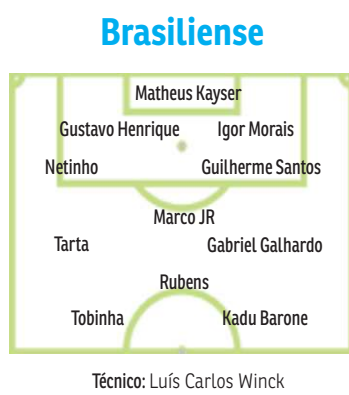 Brasiliense
Matheus Kayser
Gustavo Henrique Igor Morais
Netinho Guilherme Santos
Marco JR
Tarta Gabriel Galhardo
Rubens
Tobinha Kadu Barone
Técnico: Luís Carlos Winck